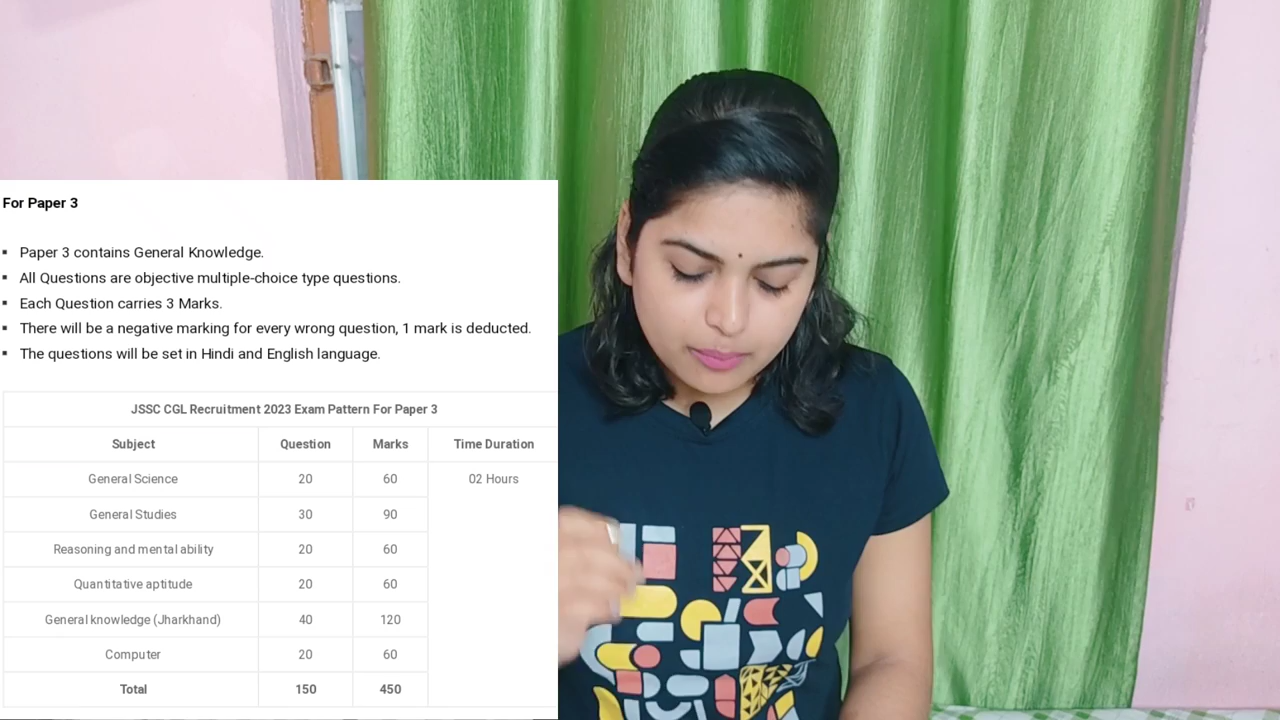 For Paper 3
▪ Paper 3 contains General Knowledge.
▪ All Questions are objective multiple-choice type questions.
▪ Each Question carries 3 Marks.
▪ There will be a negative marking for every wrong question, 1 mark is deducted.
▪ The questions will be set in Hindi and English language.
JSSC CGL Recruitment 2023 Exam Pattern For Paper 3
Subject Question Marks Time Duration
General Science 20 60 02 Hours
General Studies 30 90
Reasoning and mental ability 20 60
Quantitative aptitude 20 60
General knowledge (Jharkhand) 40 120
Computer 20 60
Total 150 450